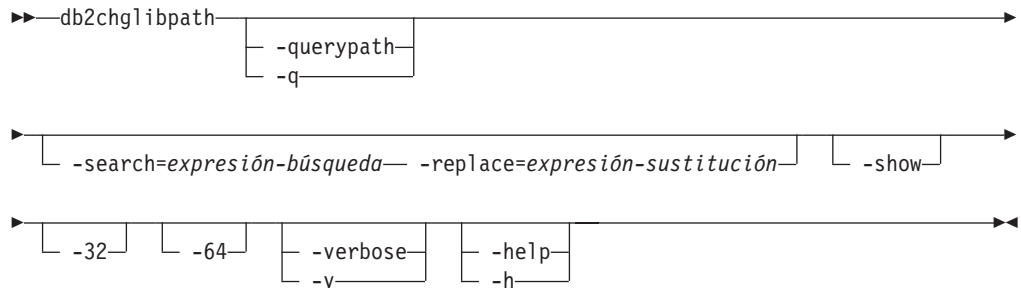 db2chglibpath
-querypath
-q
-search=expresión-búsqueda -replace=expresión-sustitución -show
-32 -64 -verbose -help
-v -h